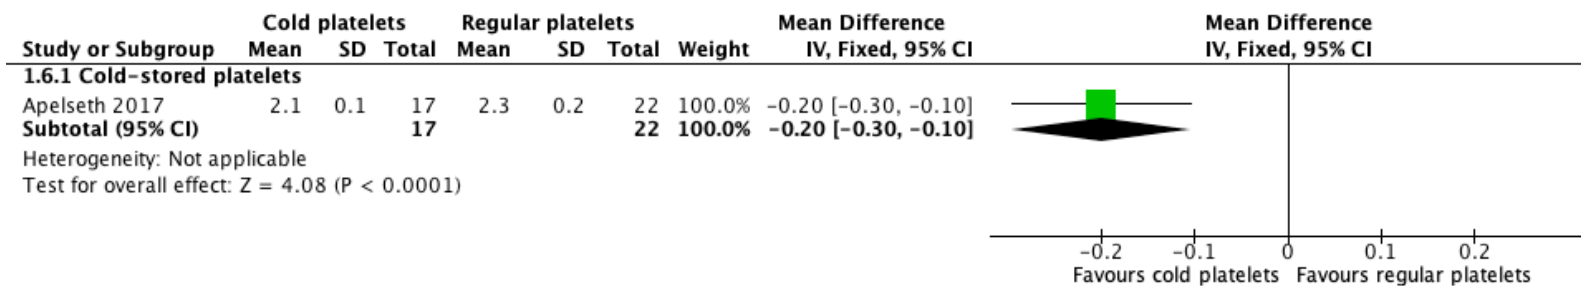 Cold platelets Regular platelets Mean Difference Mean Difference
Study or Subgroup Mean SD Total Mean SD Total Weight IV, Fixed, 95% CI IV, Fixed, 95% CI
1.6.1 Cold-stored platelets
Apelseth 2017 2.1 0.1 17 2.3 0.2 22 100.0% -0.20 [-0.30, -0.10]
Subtotal (95% CI) 17 22 100.0% -0.20 [-0.30, -0.10]
Heterogeneity: Not applicable
Test for overall effect: Z = 4.08 (P < 0.0001)
-0.2 -0.1 0 0.1 0.2
Favours cold platelets Favours regular platelets